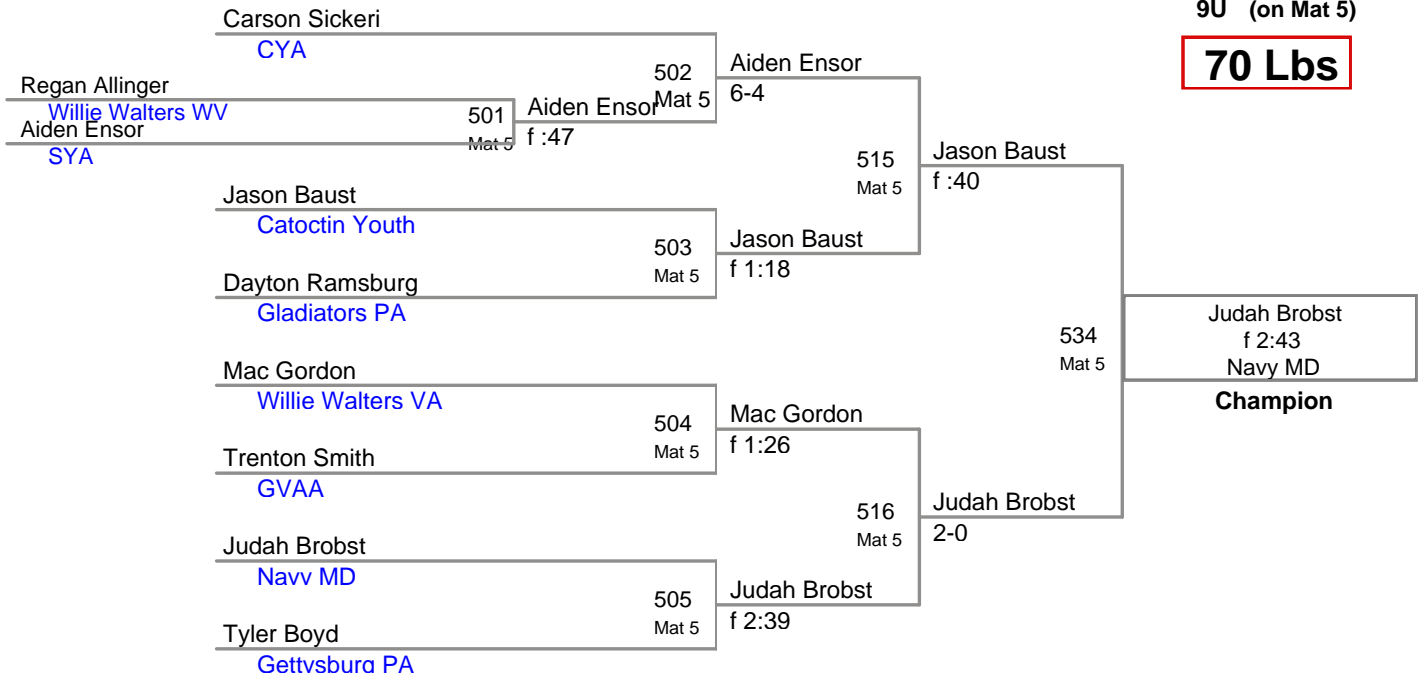 9U (on Mat 5)
70 Lbs
Carson Sickeri
CYA
Regan Allinger
Willie Walters WV
Aiden Ensor
SYA
501
Mat 5
Aiden Ensor
f :47
502
Mat 5
Aiden Ensor
6-4
Jason Baust
Catoctin Youth
Dayton Ramsburg
Gladiators PA
503
Mat 5
Jason Baust
f 1:18
515
Mat 5
Jason Baust
f :40
Mac Gordon
Willie Walters VA
Trenton Smith
GVAA
504
Mat 5
Mac Gordon
f 1:26
Judah Brobst
Navy MD
Tyler Boyd
Gettysburg PA
505
Mat 5
Judah Brobst
f 2:39
516
Mat 5
Judah Brobst
2-0
534
Mat 5
Judah Brobst
f 2:43
Navy MD
Champion